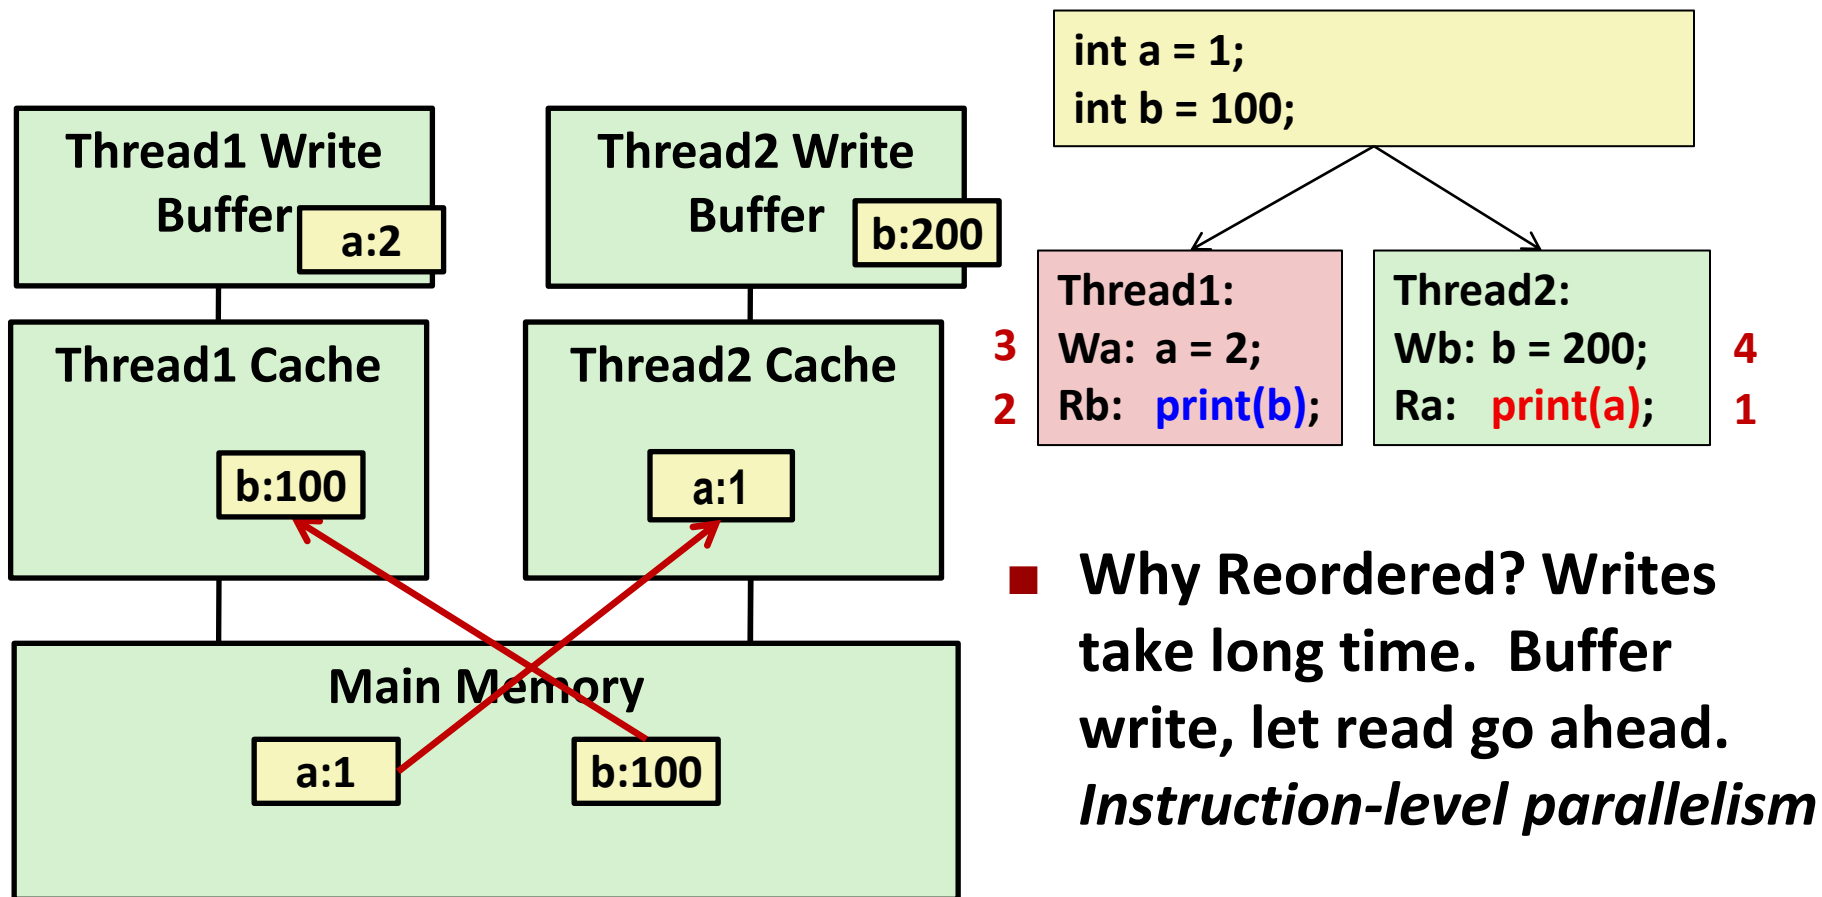 int a = 1;
int b = 100;
Thread1 Write
Buffer
a:2
Thread2 Write
Buffer
b:200
Thread1 Cache
b:100
Thread2 Cache
a:1
Main Memory
a:1
b:100
Thread1:
3 Wa: a = 2;
2 Rb: print(b);
Thread2:
Wb: b = 200; 4
Ra: print(a); 1
Why Reordered? Writes
take long time. Buffer
write, let read go ahead.
Instruction-level parallelism